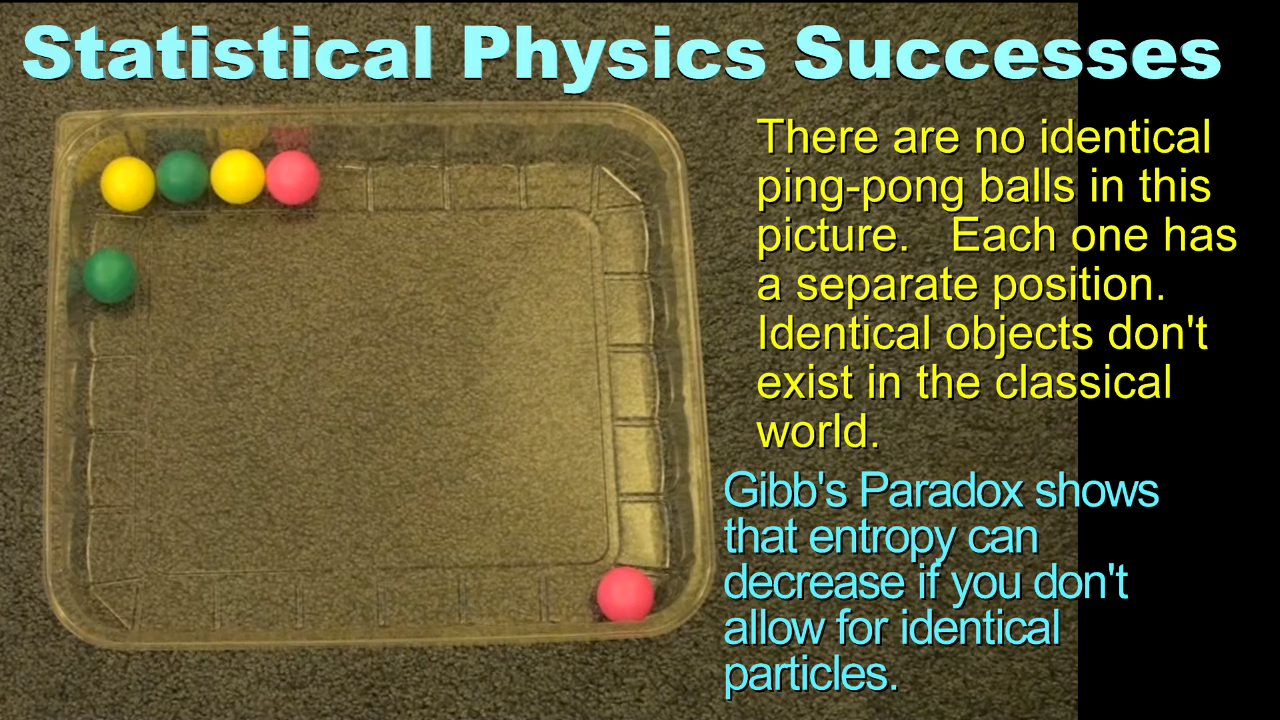 Statistical Physics Successes
There are no identical
ping-pong balls in this
picture. Each one has
a separate position.
Identical objects don't
exist in the classical
world.
Gibb's Paradox shows
that entropy can
decrease if you don't
allow for identical
particles.